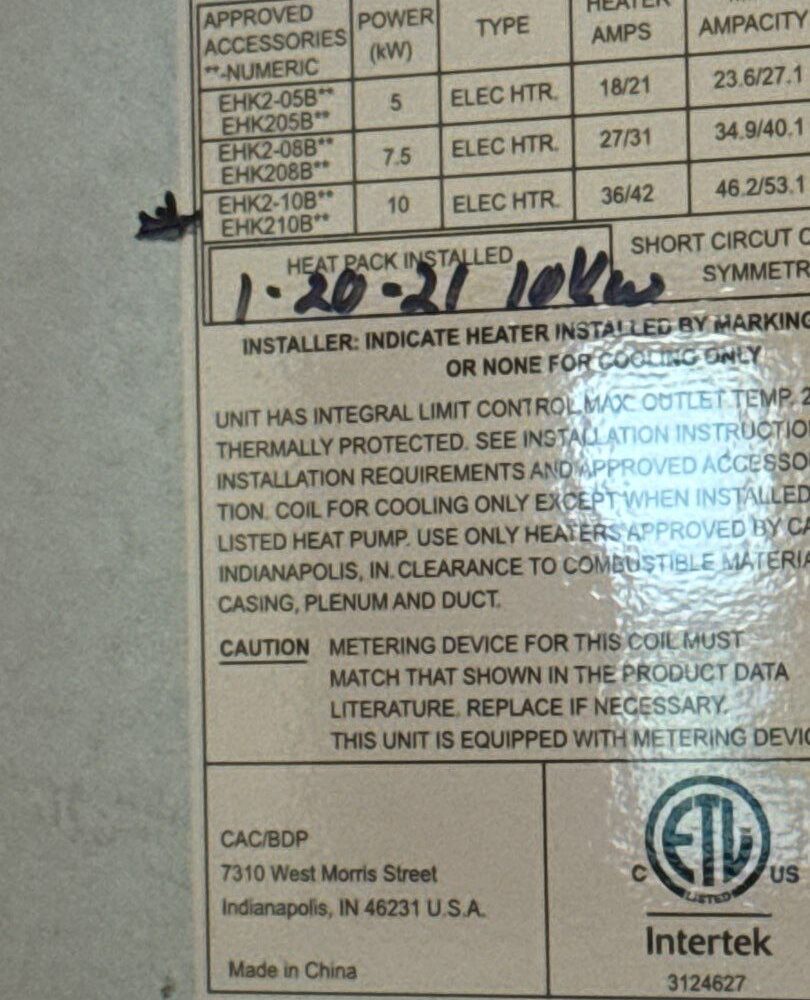 APPROVED
ACCESSORIES
**-NUMERIC
POWER
(kW)
TYPE
HEATER
AMPS
AMPACITY
EHK2-05B**
EHK205B**
5
ELEC HTR.
18/21
23.6/27.1
EHK2-08B**
EHK208B**
7.5
ELEC HTR.
27/31
34.9/40.1
EHK2-10B**
EHK210B**
10
ELEC HTR.
36/42
46.2/53.1
HEAT PACK INSTALLED
1-20-21 10Kw
SHORT CIRCUT C
SYMMETR
INSTALLER: INDICATE HEATER INSTALLED BY MARKING
OR NONE FOR COOLING ONLY
UNIT HAS INTEGRAL LIMIT CONTROL MAX OUTLET TEMP. 2
THERMALLY PROTECTED. SEE INSTALLATION INSTRUCTIO
INSTALLATION REQUIREMENTS AND APPROVED ACCESSO
TION. COIL FOR COOLING ONLY EXCEPT WHEN INSTALLED
LISTED HEAT PUMP. USE ONLY HEATERS APPROVED BY CA
INDIANAPOLIS, IN. CLEARANCE TO COMBUSTIBLE MATERIA
CASING, PLENUM AND DUCT.
CAUTION METERING DEVICE FOR THIS COIL MUST
MATCH THAT SHOWN IN THE PRODUCT DATA
LITERATURE. REPLACE IF NECESSARY.
THIS UNIT IS EQUIPPED WITH METERING DEVIC
CAC/BDP
7310 West Morris Street
Indianapolis, IN 46231 U.S.A.
Made in China
C ETL US
LISTED
Intertek
3124627